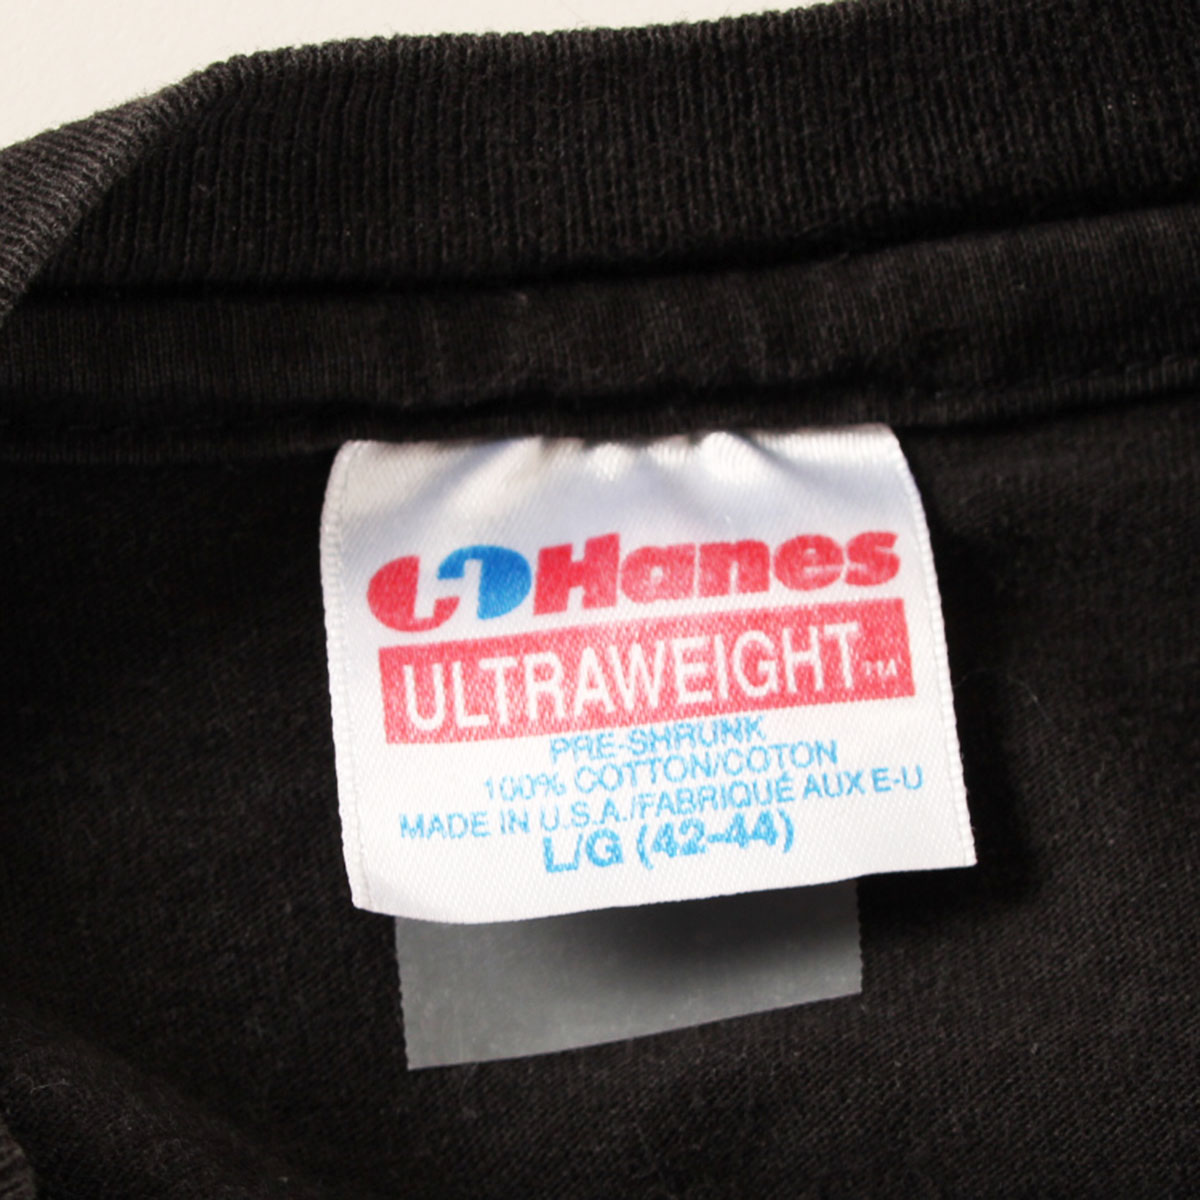 Hanes
ULTRAWEIGHT™
PRE-SHRUNK
100% COTTON/COTON
MADE IN U.S.A./FABRIQUÉ AUX E-U
L/G (42-44)